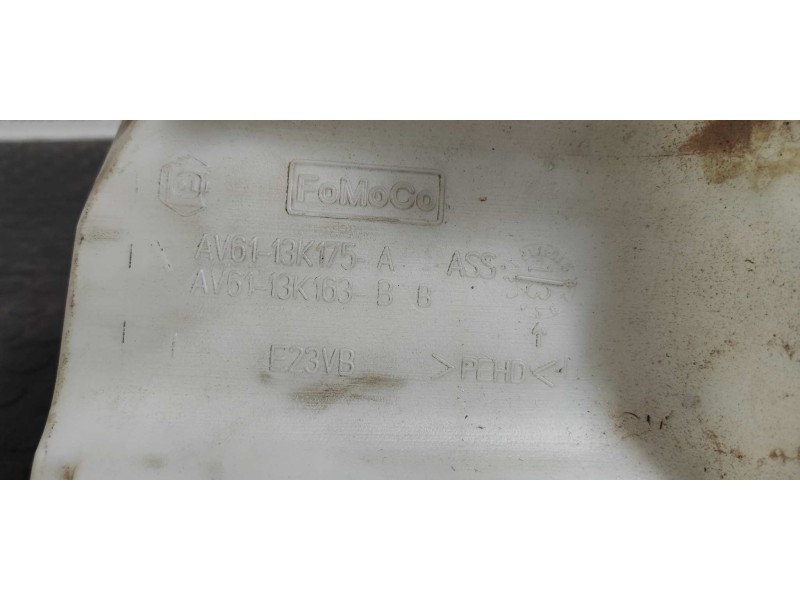 FoMoCo
AV61-13K175- A ASS
AV61-13K163- B B
E23VB
>PEHD<